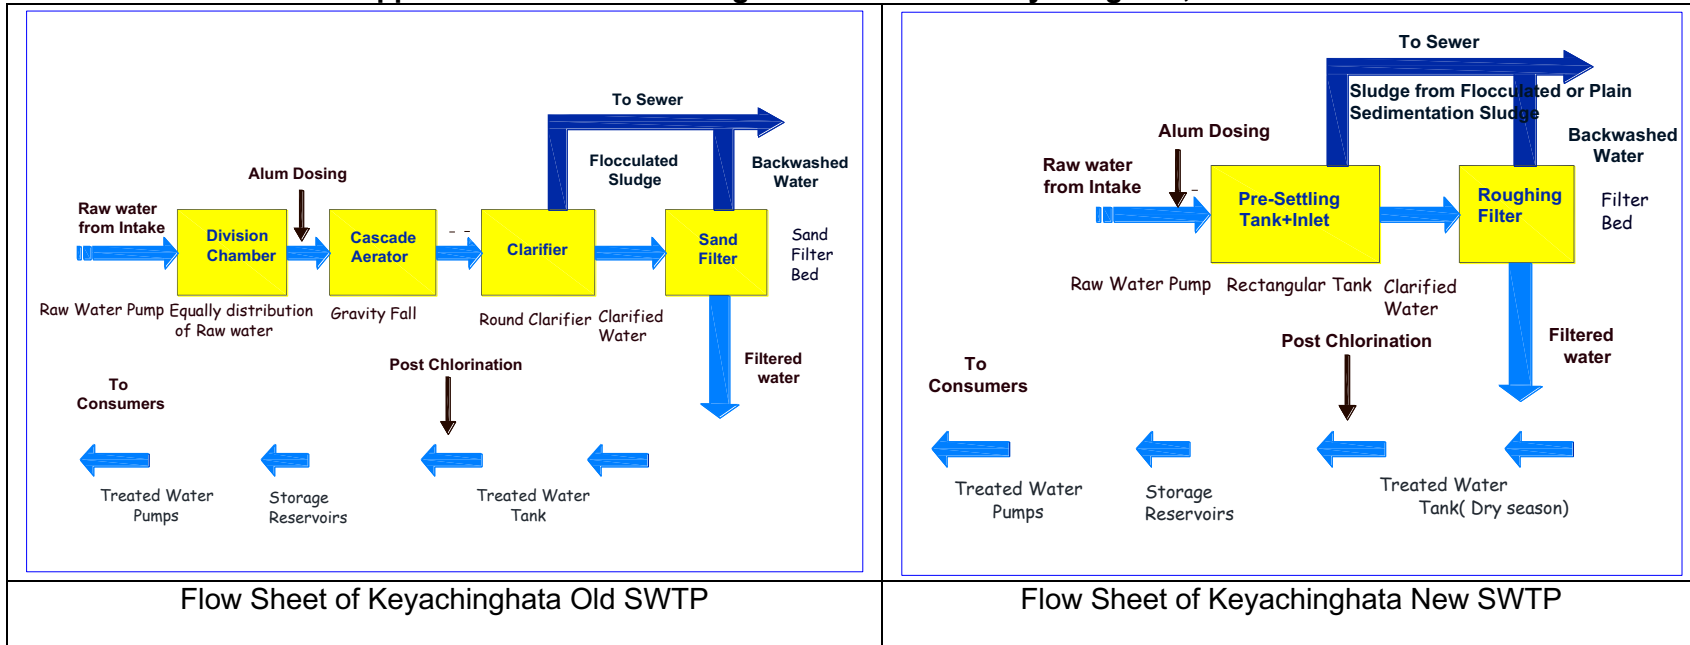 To Sewer
Flocculated
Sludge
Backwashed
Water
Alum Dosing
Raw water
from Intake
Division
Chamber
Cascade
Aerator
Clarifier
Sand
Filter
Sand
Filter
Bed
Raw Water Pump
Equally distribution
of Raw water
Gravity Fall
Round Clarifier
Clarified
Water
Post Chlorination
Filtered
water
To
Consumers
Treated Water
Pumps
Storage
Reservoirs
Treated Water
Tank
Flow Sheet of Keyachinghata Old SWTP
To Sewer
Sludge from Flocculated or Plain
Sedimentation Sludge
Alum Dosing
Backwashed
Water
Raw water
from Intake
Pre-Settling
Tank+Inlet
Roughing
Filter
Filter
Bed
Raw Water Pump
Rectangular Tank
Clarified
Water
Post Chlorination
Filtered
water
To
Consumers
Treated Water
Pumps
Storage
Reservoirs
Treated Water
Tank( Dry season)
Flow Sheet of Keyachinghata New SWTP